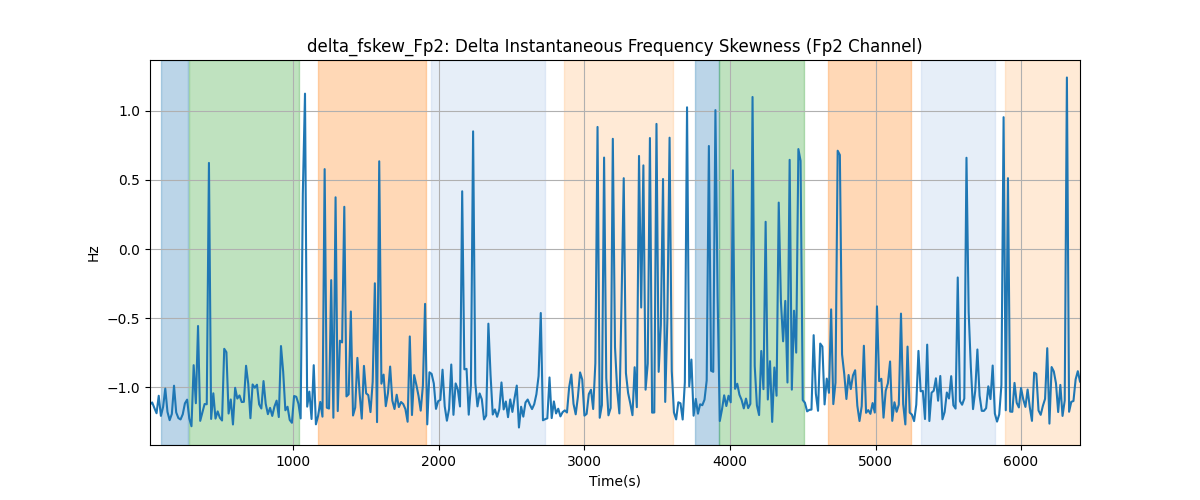 delta_fskew_Fp2: Delta Instantaneous Frequency Skewness (Fp2 Channel)
1.0
0.5
0.0
−0.5
−1.0
Hz
1000 2000 3000 4000 5000 6000
Time(s)